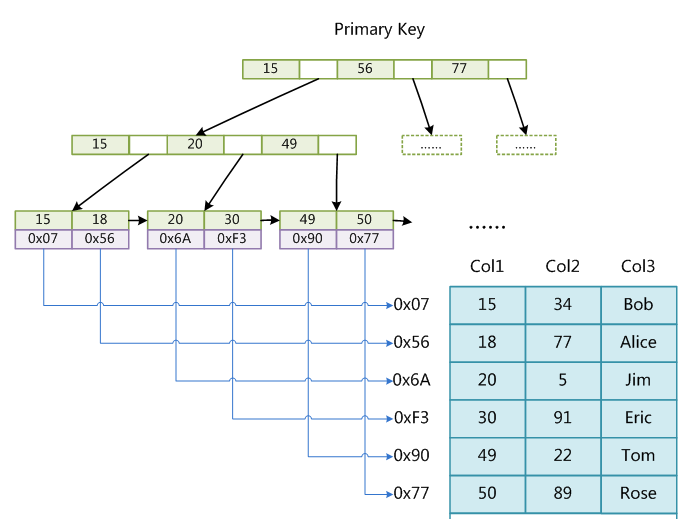 Primary Key
15 56 77
15 20 49 ...... ......
15 18 20 30 49 50
0x07 0x56 0x6A 0xF3 0x90 0x77
......
Col1 Col2 Col3
0x07 15 34 Bob
0x56 18 77 Alice
0x6A 20 5 Jim
0xF3 30 91 Eric
0x90 49 22 Tom
0x77 50 89 Rose